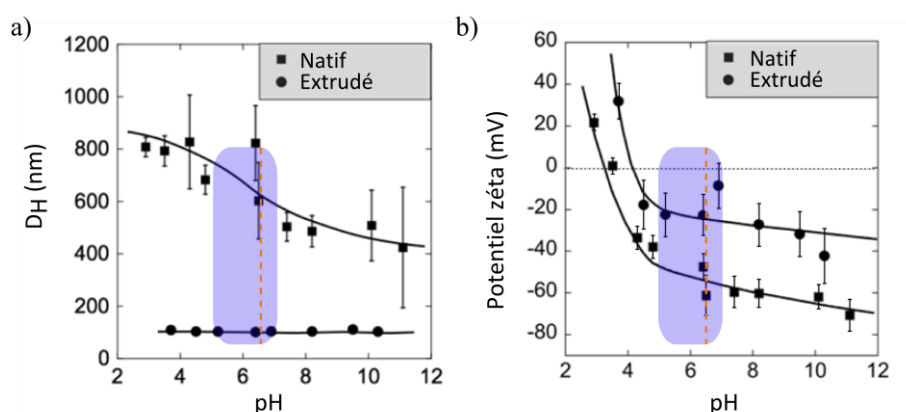 a)
1200
1000
800
600
400
200
0
D_H (nm)
Natif
Extrudé
2 4 6 8 10 12
pH
b)
60
40
20
0
-20
-40
-60
-80
Potentiel zéta (mV)
Natif
Extrudé
2 4 6 8 10 12
pH